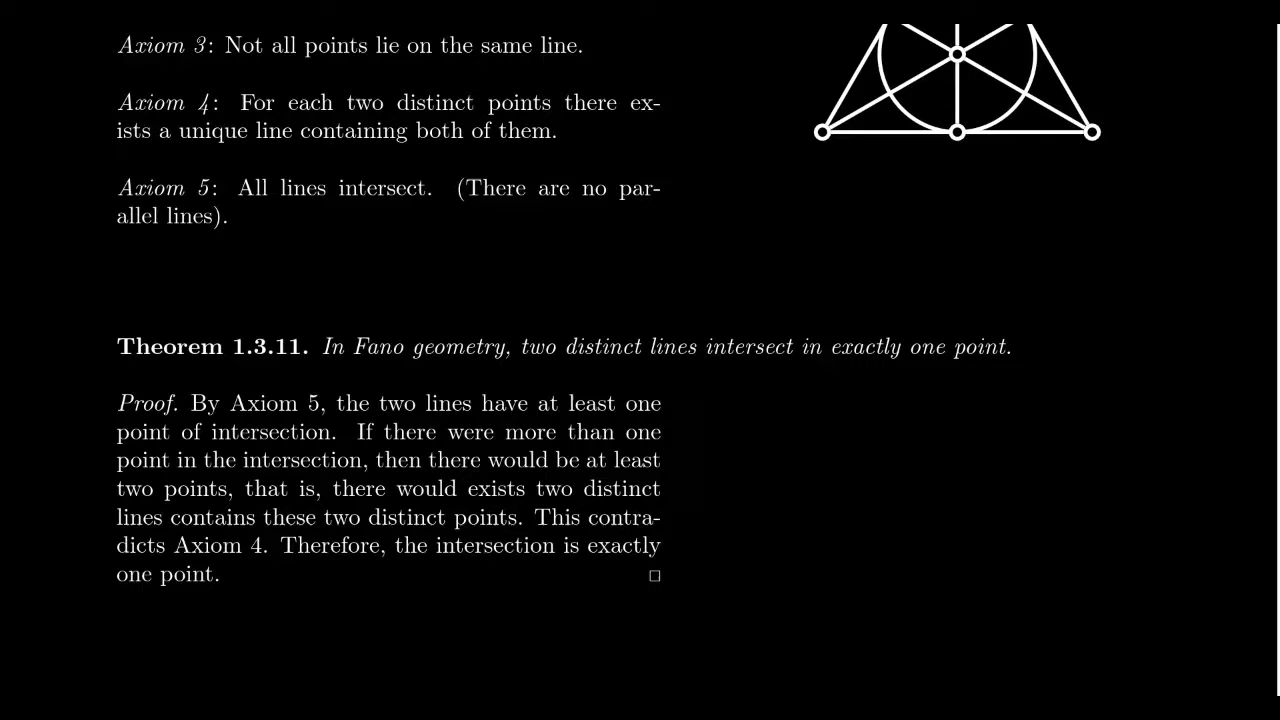 Axiom 3: Not all points lie on the same line.
Axiom 4: For each two distinct points there ex-
ists a unique line containing both of them.
Axiom 5: All lines intersect. (There are no par-
allel lines).
Theorem 1.3.11. In Fano geometry, two distinct lines intersect in exactly one point.
Proof. By Axiom 5, the two lines have at least one
point of intersection. If there were more than one
point in the intersection, then there would be at least
two points, that is, there would exists two distinct
lines contains these two distinct points. This contra-
dicts Axiom 4. Therefore, the intersection is exactly
one point. □